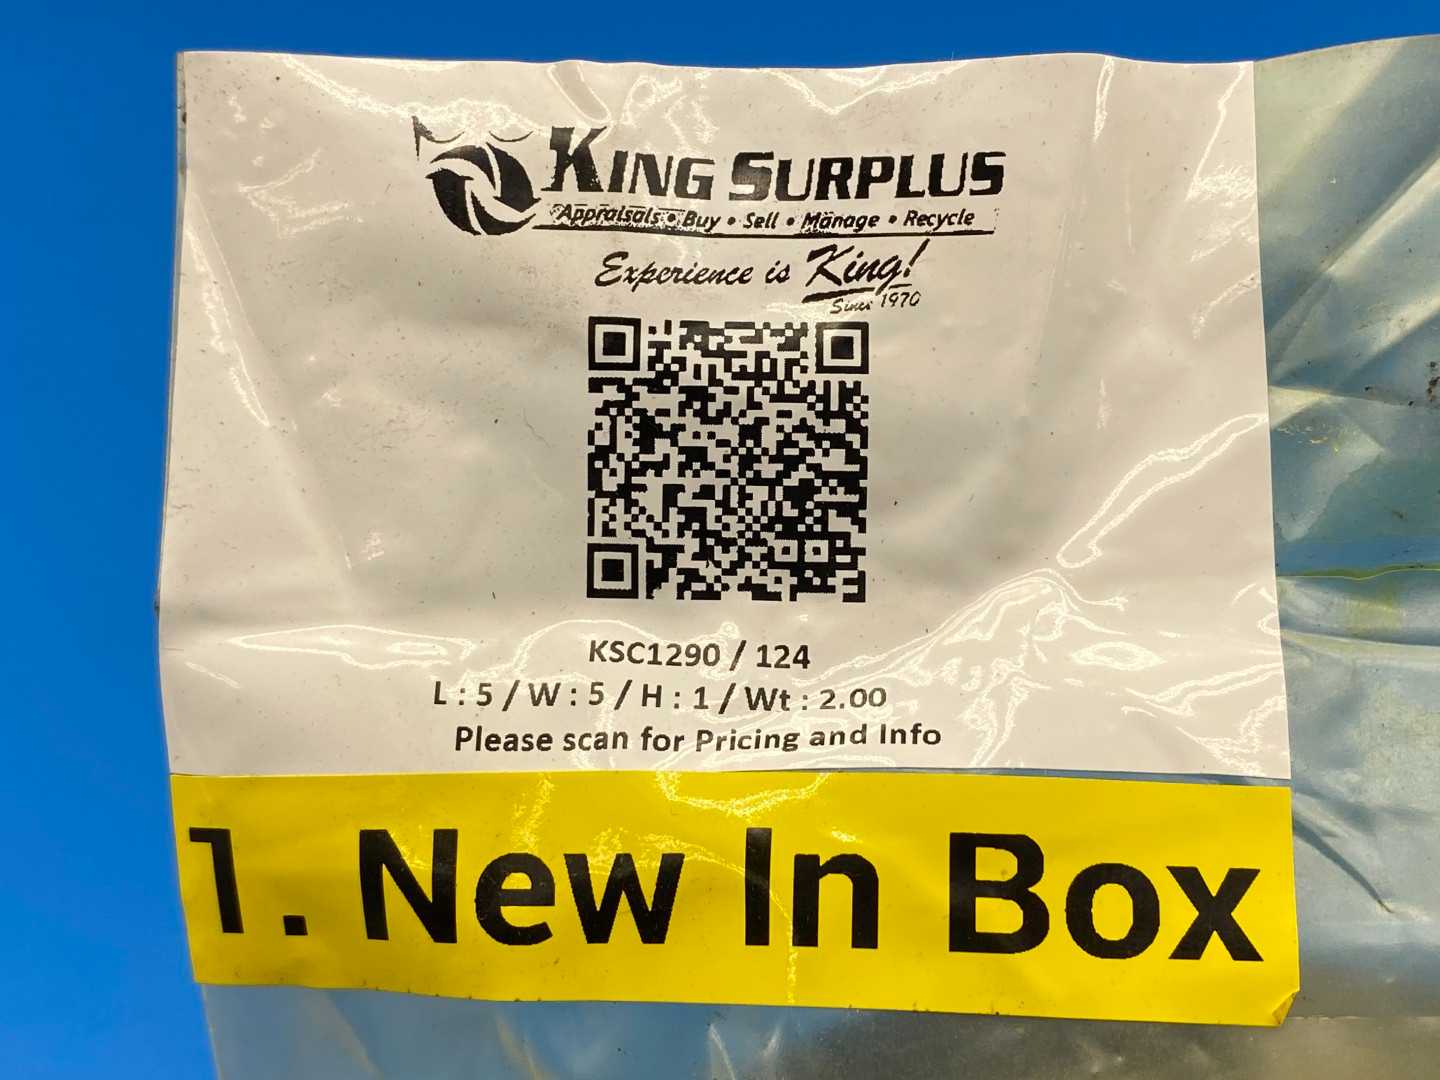 KING SURPLUS
Appraisals • Buy • Sell • Manage • Recycle
Experience is King!
Since 1970
KSC1290 / 124
L : 5 / W : 5 / H : 1 / Wt : 2.00
Please scan for Pricing and Info
1. New In Box